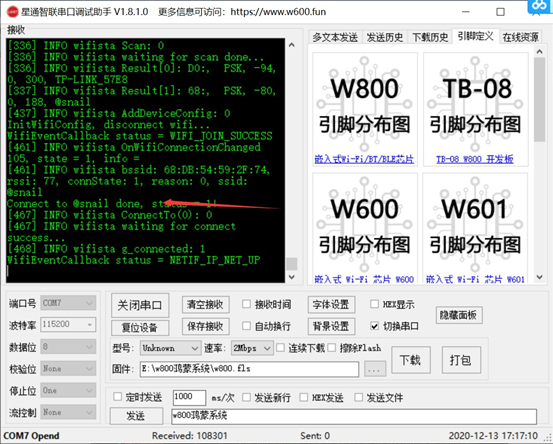 星通智联串口调试助手 V1.8.1.0 更多信息可访问：https://www.w600.fun
接收
[336] INFO wifista Scan: 0
[336] INFO wifista waiting for scan done...
[336] INFO wifista Result[0]: D0:, PSK, -94,
0, 300, TP-LINK_57E8
[337] INFO wifista Result[1]: 68:, PSK, -80,
0, 188, @snail
[437] INFO wifista AddDeviceConfig: 0
InitWifiConfig, disconnect wifi...
WifiEventCallback status = WIFI_JOIN_SUCCESS
[461] INFO wifista OnWifiConnectionChanged
105, state = 1, info =
[461] INFO wifista bssid: 68:DB:54:59:2F:74,
rssi: 77, connState: 1, reason: 0, ssid:
@snail
Connect to @snail done, status = 1!
[467] INFO wifista ConnectTo(0): 0
[467] INFO wifista waiting for connect
success...
[468] INFO wifista g_connected: 1
WifiEventCallback status = NETIF_IP_NET_UP
多文本发送 发送历史 下载历史 引脚定义 在线资源
W800
引脚分布图
嵌入式Wi-Fi/BT/BLE芯片
TB-08
引脚分布图
TB-08 W800 开发板
W600
引脚分布图
嵌入式 Wi-Fi 芯片 W600
W601
引脚分布图
嵌入式 Wi-Fi 芯片 W601
端口号 COM7
波特率 115200
数据位 8
校验位 None
停止位 One
流控制 None
关闭串口 清空接收 接收时间 字体设置 HEX显示
复位设备 保存接收 自动换行 背景设置 切换串口
隐藏面板
型号: Unknown 速率: 2Mbps 连续下载 擦除Flash
固件: E:\w800鸿蒙系统\w800.fls ...
下载 打包
定时发送 1000 ms/次 发送新行 HEX发送 发送文件
发送 w800鸿蒙系统
COM7 Opend Received: 108301 Sent: 0 2020-12-13 17:17:10